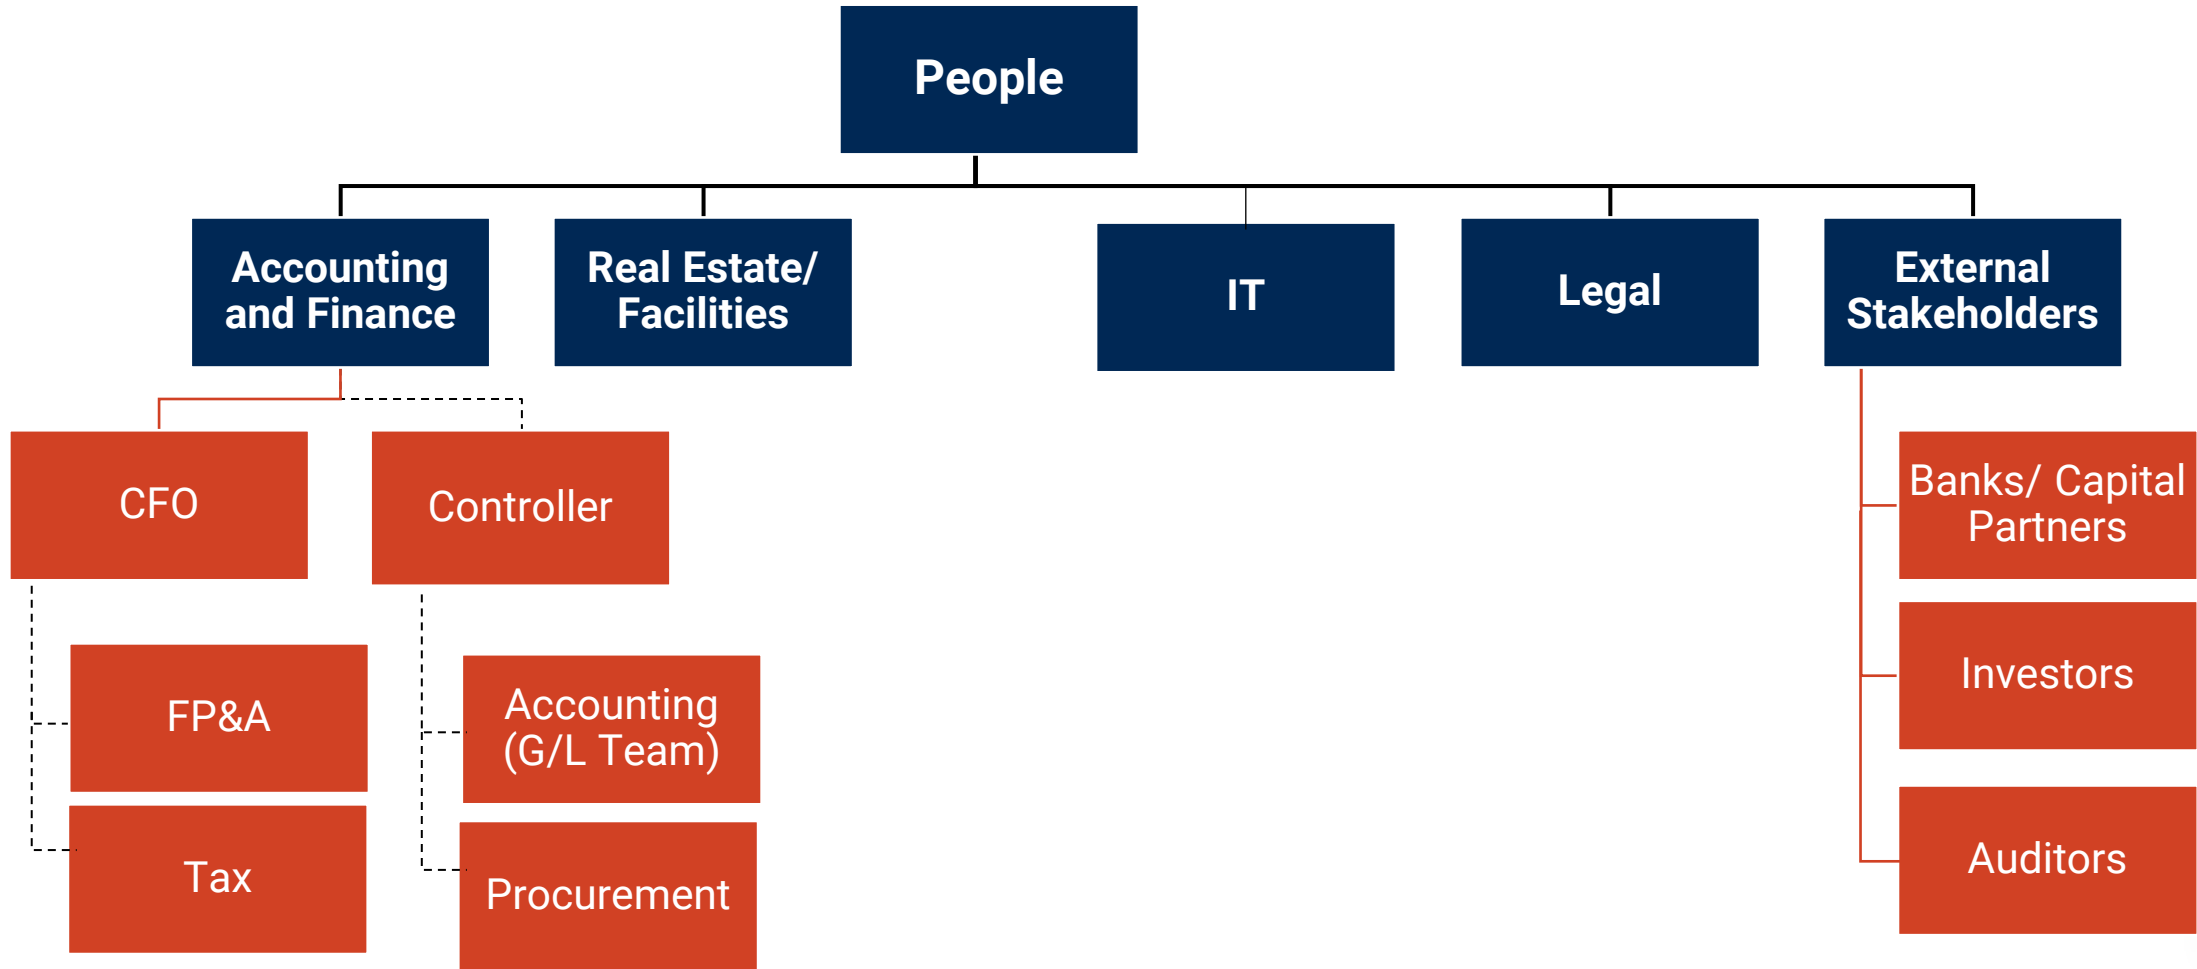 People
Accounting
and Finance
Real Estate/
Facilities
IT
Legal
External
Stakeholders
CFO
Controller
FP&A
Tax
Accounting
(G/L Team)
Procurement
Banks/ Capital
Partners
Investors
Auditors